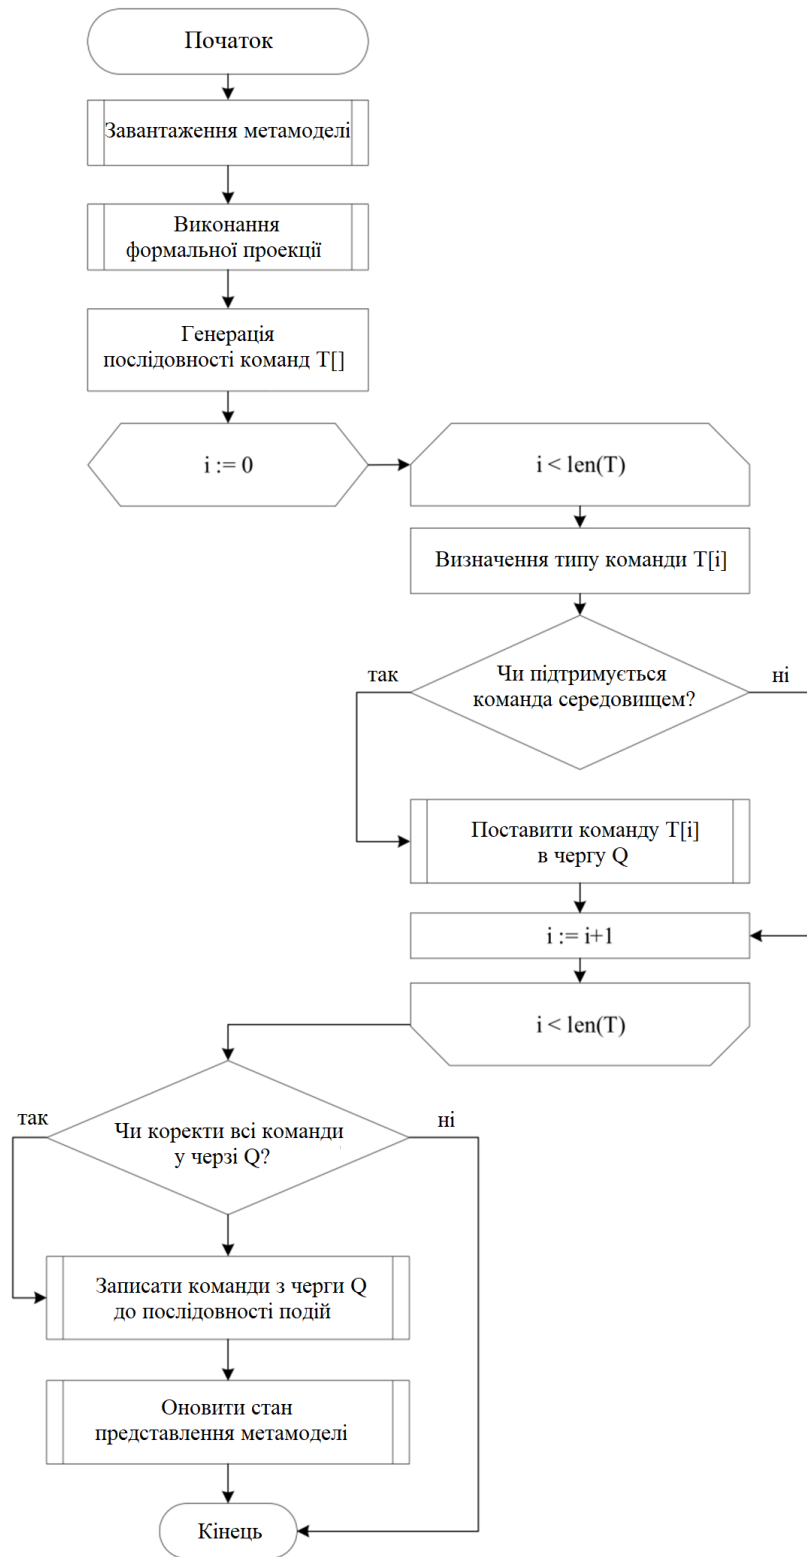 Початок
Завантаження метамоделі
Виконання
формальної проекції
Генерація
послідовності команд T[]
i := 0
i < len(T)
Визначення типу команди T[i]
так
Чи підтримується
команда середовищем?
ні
Поставити команду T[i]
в чергу Q
i := i+1
i < len(T)
так
Чи коректи всі команди
у черзі Q?
ні
Записати команди з черги Q
до послідовності подій
Оновити стан
представлення метамоделі
Кінець